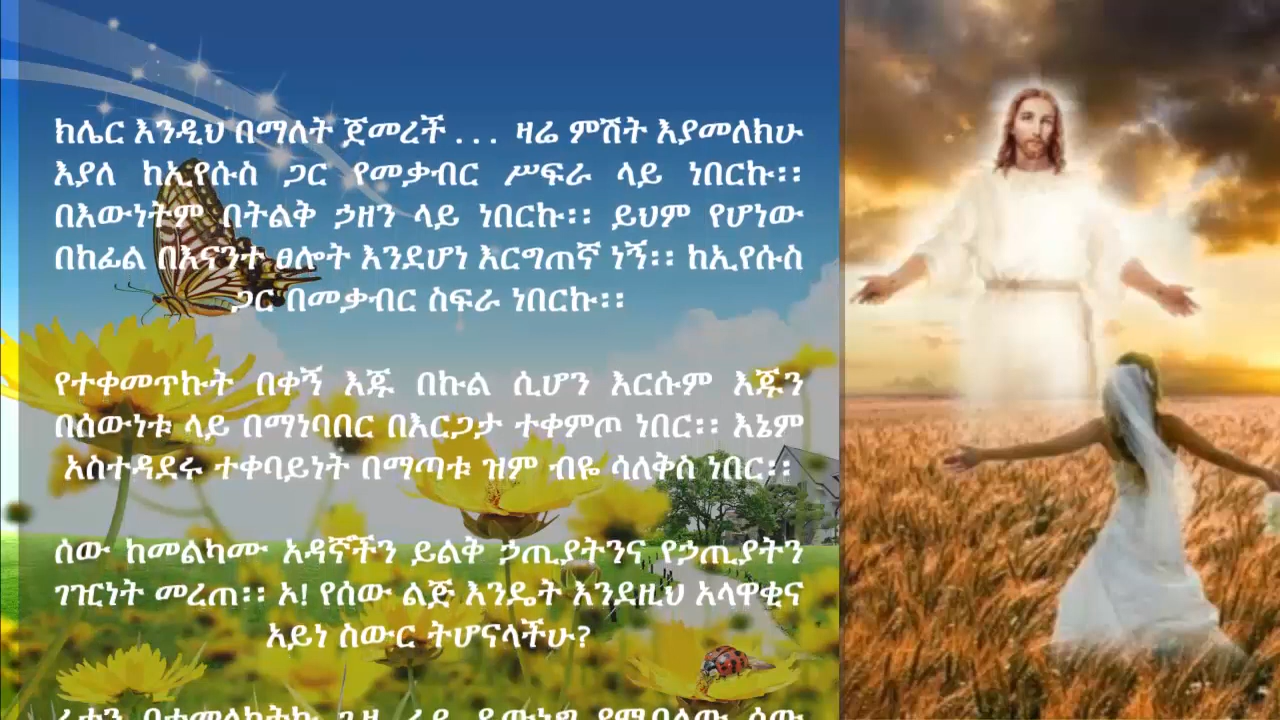 ክሌር እንዲህ በማለት ጀመረች . . . ዛሬ ምሽት እያመለክሁ
እያለ ከኢየሱስ ጋር የመቃብር ሥፍራ ላይ ነበርኩ፡፡
በእውነትም በትልቅ ኃዘን ላይ ነበርኩ፡፡ ይህም የሆነው
በከፊል በእናንተ ፀሎት እንደሆነ እርግጠኛ ነኝ፡፡ ከኢየሱስ
ጋር በመቃብር ስፍራ ነበርኩ፡፡
የተቀመጥኩት በቀኝ እጁ በኩል ሲሆን እርሱም እጁን
በሰውነቱ ላይ በማነባበር በእርጋታ ተቀምጦ ነበር፡፡ እኔም
አስተዳደሩ ተቀባይነት በማጣቱ ዝም ብዬ ሳለቅስ ነበር፡፡
ሰው ከመልካሙ አዳኛችን ይልቅ ኃጢያትንና የኃጢያትን
ገዢነት መረጠ፡፡ ኦ! የሰው ልጅ እንዴት እንደዚህ አላዋቂና
አይነ ስውር ትሆናላችሁ?